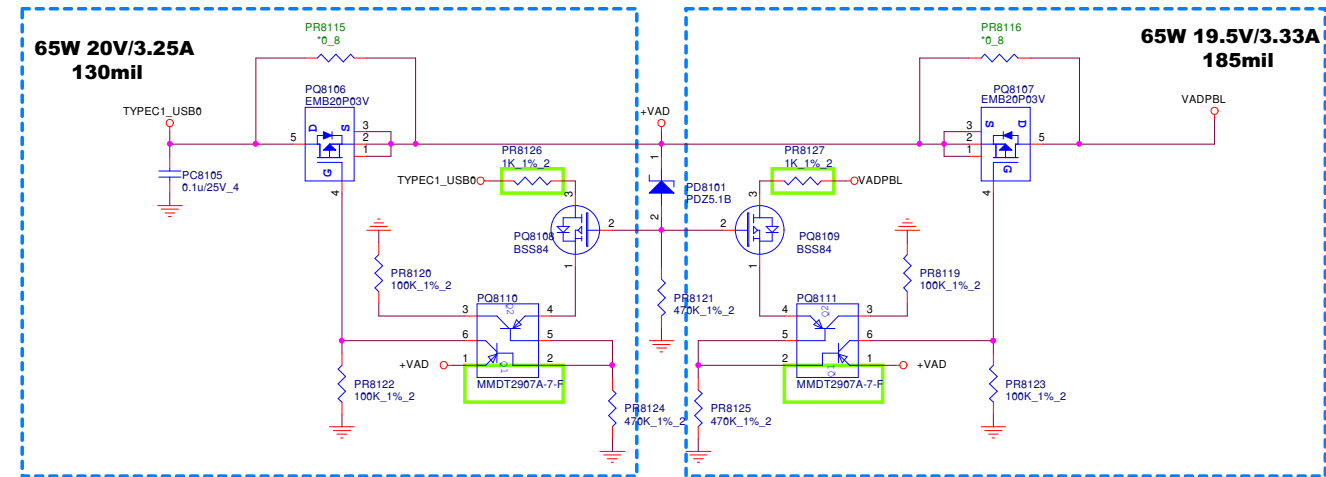 65W 20V/3.25A
130mil
PR8115
*0_8
PR8116
*0_8
65W 19.5V/3.33A
185mil
TYPEC1_USB0
PQ8106
EMB20P03V
+VAD
PQ8107
EMB20P03V
VADPBL
5
D
S
3
2
1
G
4
3
2
1
S
D
5
G
4
PC8105
0.1u/25V_4
PR8126
1K_1%_2
TYPEC1_USB0
1
PD8101
PDZ5.1B
2
PR8127
1K_1%_2
VADPBL
3
2
1
PQ8108
BSS84
3
2
1
PQ8109
BSS84
PR8120
100K_1%_2
PR8121
470K_1%_2
PR8119
100K_1%_2
PQ8110
Q2
3
4
6
5
+VAD
1
2
Q1
MMDT2907A-7-F
PQ8111
Q2
4
3
5
6
2
1
+VAD
Q1
MMDT2907A-7-F
PR8122
100K_1%_2
PR8124
470K_1%_2
PR8125
470K_1%_2
PR8123
100K_1%_2